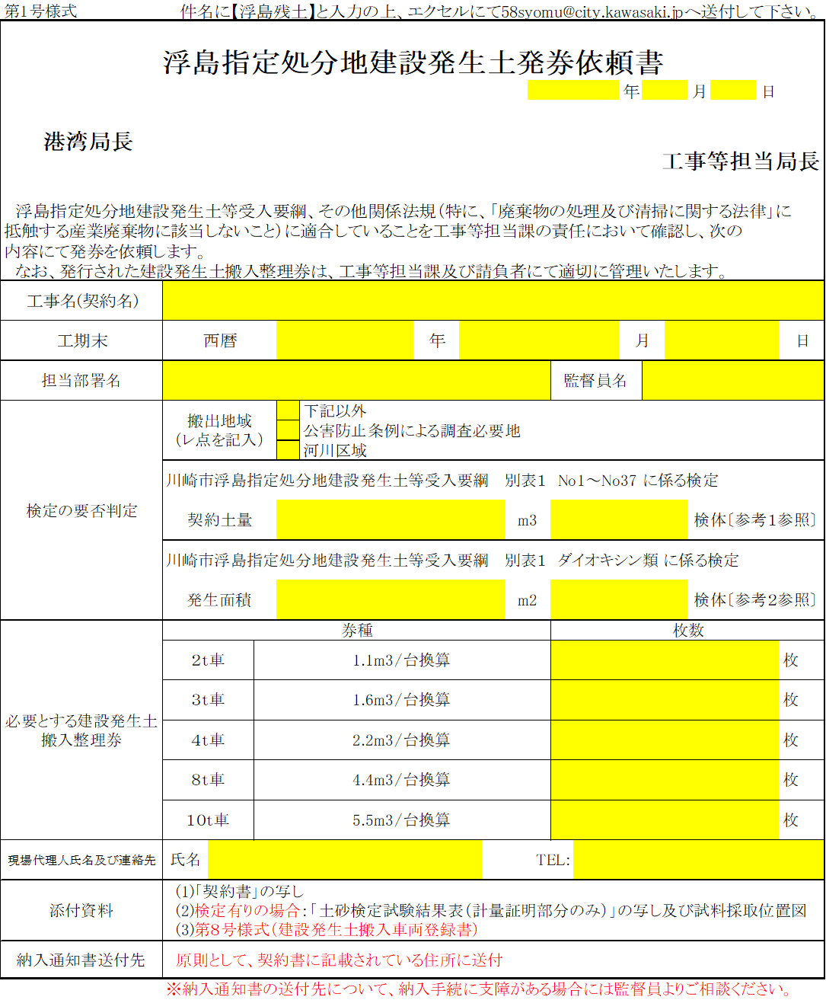 第1号様式　件名に【浮島残土】と入力の上、エクセルにて58syomu@city.kawasaki.jpへ送付して下さい。
浮島指定処分地建設発生土発券依頼書
年　月　日
港湾局長
工事等担当局長
浮島指定処分地建設発生土等受入要綱、その他関係法規（特に、「廃棄物の処理及び清掃に関する法律」に
抵触する産業廃棄物に該当しないこと）に適合していることを工事等担当課の責任において確認し、次の
内容にて発券を依頼します。
なお、発行された建設発生土搬入整理券は、工事等担当課及び請負者にて適切に管理いたします。
工事名(契約名)
工期末　西暦　年　月　日
担当部署名　監督員名
検定の要否判定
搬出地域
（レ点を記入）
下記以外
公害防止条例による調査必要地
河川区域
川崎市浮島指定処分地建設発生土等受入要綱　別表1　No1～No37 に係る検定
契約土量　m3　検体〔参考1参照〕
川崎市浮島指定処分地建設発生土等受入要綱　別表1　ダイオキシン類 に係る検定
発生面積　m2　検体〔参考2参照〕
必要とする建設発生土
搬入整理券
券種　枚数
2t車　1.1m3/台換算　枚
3t車　1.6m3/台換算　枚
4t車　2.2m3/台換算　枚
8t車　4.4m3/台換算　枚
10t車　5.5m3/台換算　枚
現場代理人氏名及び連絡先　氏名　TEL:
添付資料
(1)「契約書」の写し
(2)検定有りの場合：「土砂検定試験結果表（計量証明部分のみ）」の写し及び試料採取位置図
(3)第8号様式（建設発生土搬入車両登録書）
納入通知書送付先　原則として、契約書に記載されている住所に送付
※納入通知書の送付先について、納入手続に支障がある場合には監督員よりご相談ください。